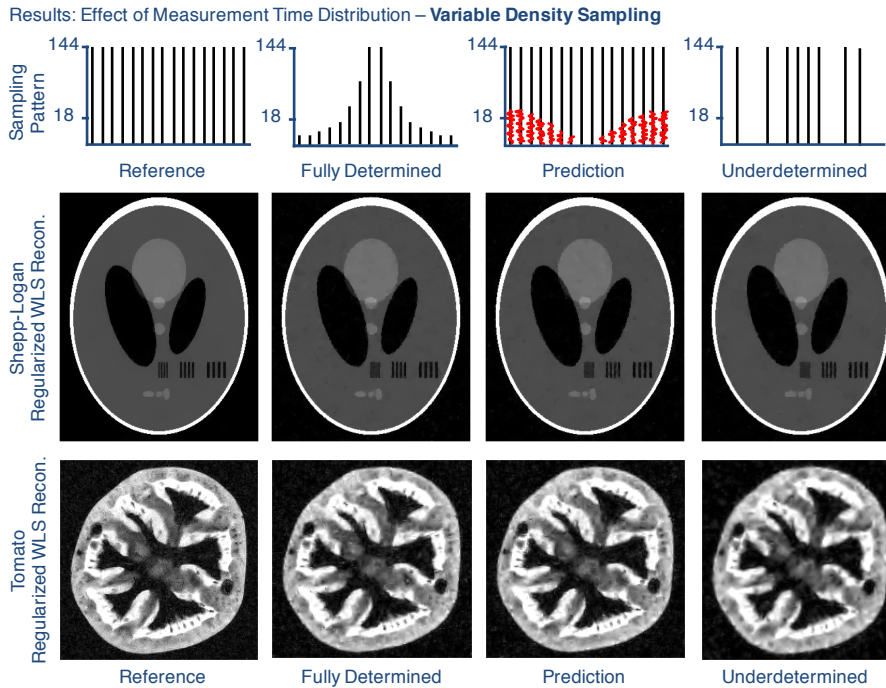 Results: Effect of Measurement Time Distribution – Variable Density Sampling
Sampling
Pattern
144
18
144
18
144
18
144
18
Reference
Fully Determined
Prediction
Underdetermined
Shepp-Logan
Regularized WLS Recon.
Tomato
Regularized WLS Recon.
Reference
Fully Determined
Prediction
Underdetermined